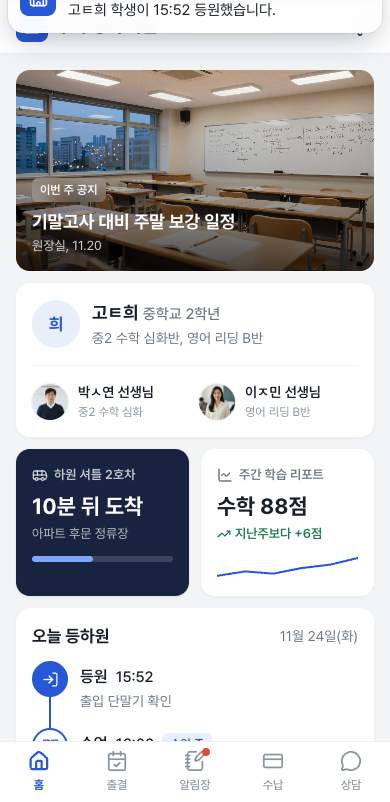 고ㅌ희 학생이 15:52 등원했습니다.
이번 주 공지
기말고사 대비 주말 보강 일정
원장실, 11.20
희
고ㅌ희 중학교 2학년
중2 수학 심화반, 영어 리딩 B반
박ㅅ연 선생님
중2 수학 심화
이ㅈ민 선생님
영어 리딩 B반
하원 셔틀 2호차
10분 뒤 도착
아파트 후문 정류장
주간 학습 리포트
수학 88점
지난주보다 +6점
오늘 등하원
11월 24일(화)
등원 15:52
출입 단말기 확인
홈
출결
알림장
수납
상담